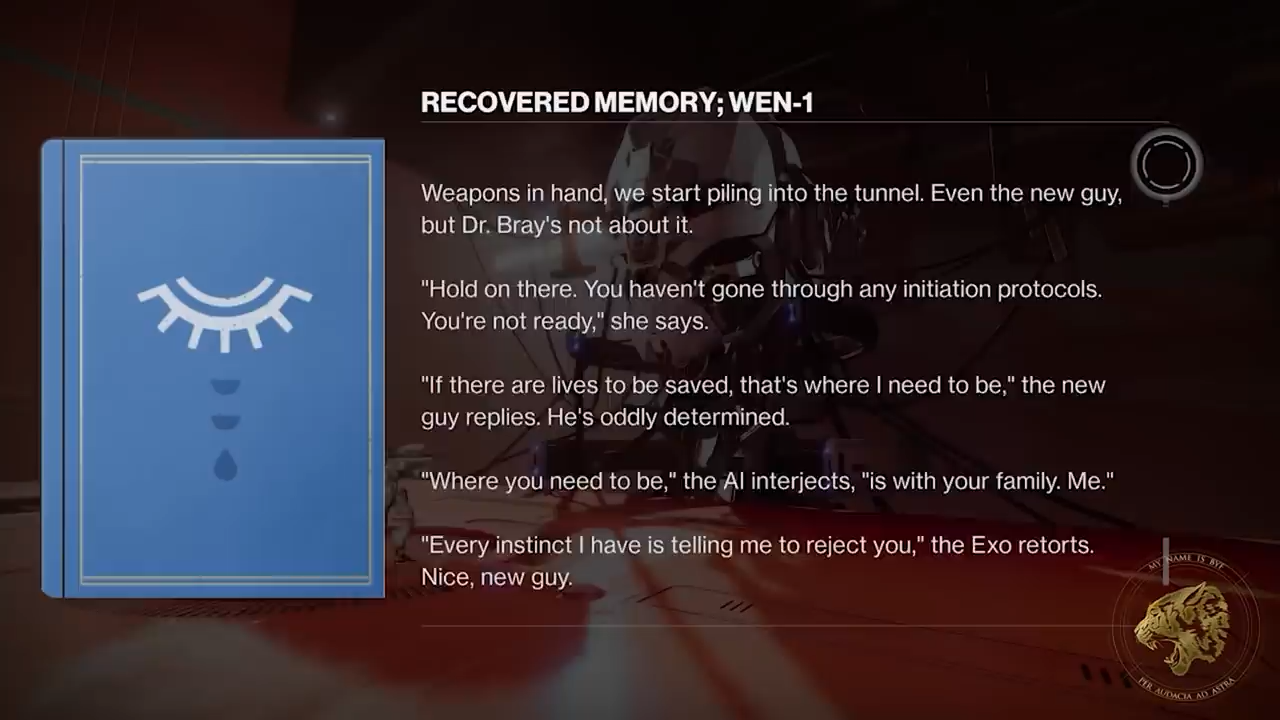 RECOVERED MEMORY; WEN-1
Weapons in hand, we start piling into the tunnel. Even the new guy,
but Dr. Bray's not about it.
"Hold on there. You haven't gone through any initiation protocols.
You're not ready," she says.
"If there are lives to be saved, that's where I need to be," the new
guy replies. He's oddly determined.
"Where you need to be," the AI interjects, "is with your family. Me."
"Every instinct I have is telling me to reject you," the Exo retorts.
Nice, new guy.
MY NAME IS BYF
PER AUDACIA AD ASTRA